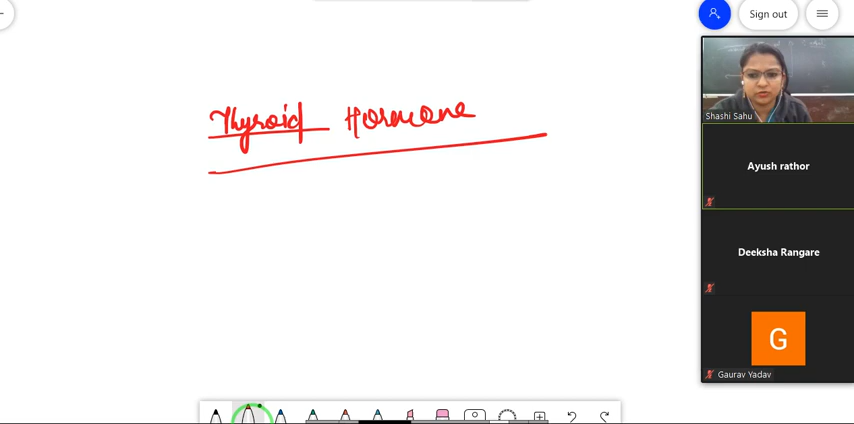 Sign out
Thyroid Hormone
Shashi Sahu
Ayush rathor
Deeksha Rangare
G
Gaurav Yadav